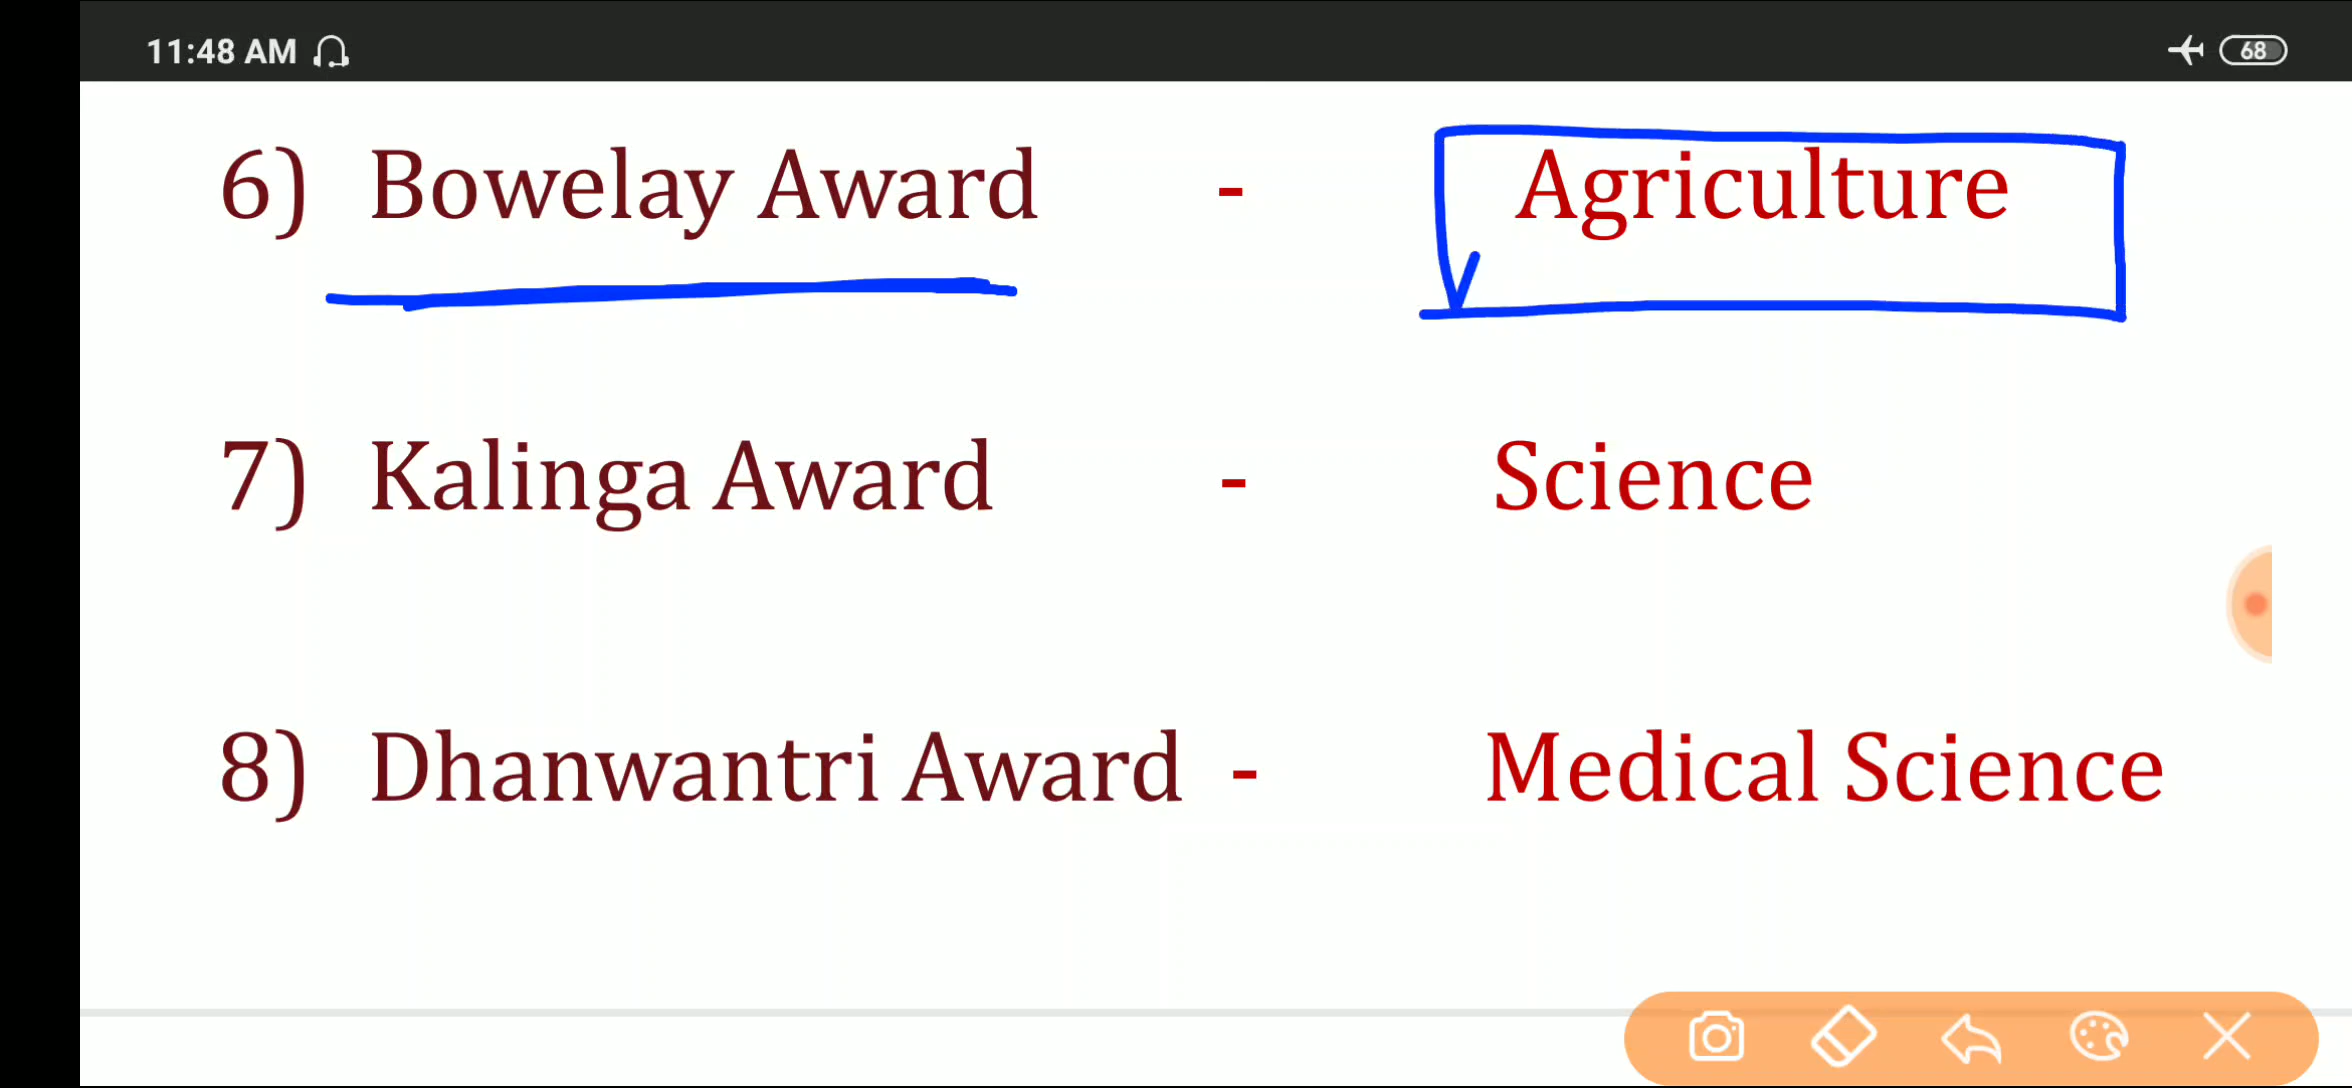 11:48 AM 68
6) Bowelay Award - Agriculture
7) Kalinga Award - Science
8) Dhanwantri Award - Medical Science